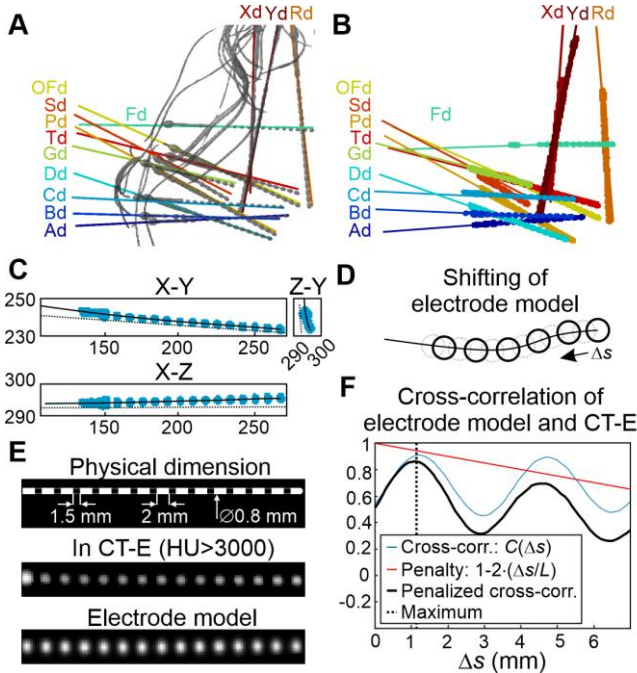 A
Xd Yd Rd
OFd
Sd
Pd
Td
Gd
Dd
Cd
Bd
Ad
Fd
B
Xd Yd Rd
OFd
Sd
Pd
Td
Gd
Dd
Cd
Bd
Ad
Fd
C
X-Y
Z-Y
250
230
150 200 250
290
300
X-Z
295
290
150 200 250
D
Shifting of
electrode model
Δs
E
Physical dimension
1.5 mm 2 mm Ø0.8 mm
In CT-E (HU>3000)
Electrode model
F
Cross-correlation of
electrode model and CT-E
1
0.8
0.6
0.4
0.2
0
-0.2
-0.4
Cross-corr.: C(Δs)
Penalty: 1-2·(Δs/L)
Penalized cross-corr.
Maximum
0 1 2 3 4 5 6
Δs (mm)